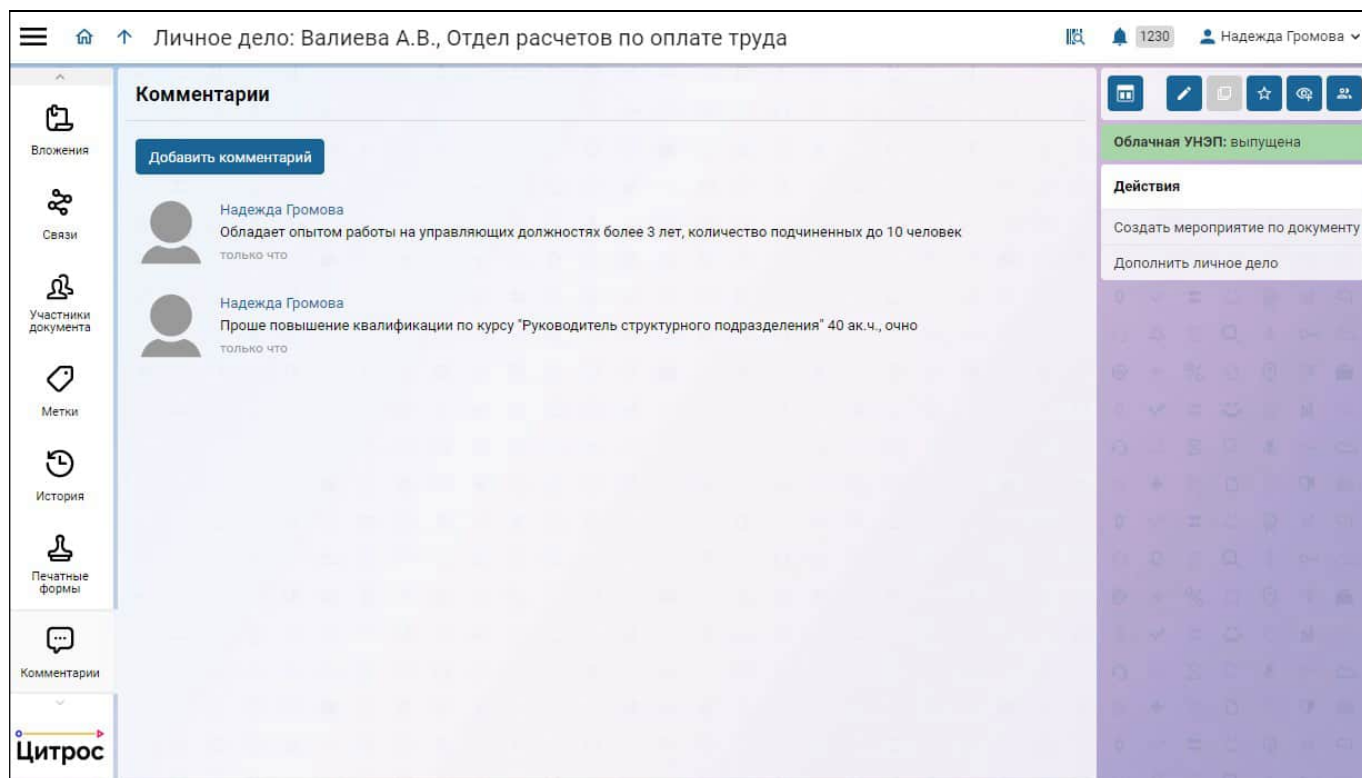 Личное дело: Валиева А.В., Отдел расчетов по оплате труда
1230
Надежда Громова
Вложения
Связи
Участники
документа
Метки
История
Печатные
формы
Комментарии
Цитрос
Комментарии
Добавить комментарий
Надежда Громова
Обладает опытом работы на управляющих должностях более 3 лет, количество подчиненных до 10 человек
только что
Надежда Громова
Проше повышение квалификации по курсу "Руководитель структурного подразделения" 40 ак.ч., очно
только что
Облачная УНЭП: выпущена
Действия
Создать мероприятие по документу
Дополнить личное дело